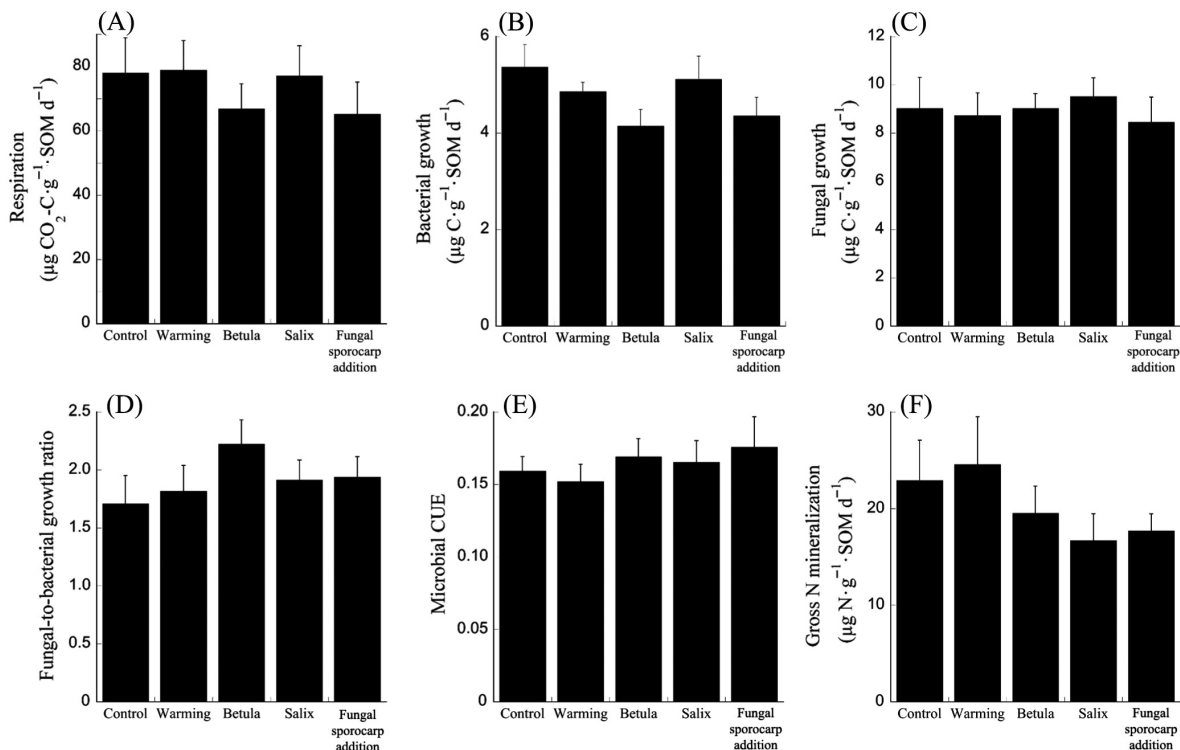 (A)
Respiration
(μg CO₂-C·g⁻¹·SOM d⁻¹)
80
60
40
20
0
Control Warming Betula Salix Fungal
sporocarp
addition
(B)
Bacterial growth
(μg C·g⁻¹·SOM d⁻¹)
6
4
2
0
Control Warming Betula Salix Fungal
sporocarp
addition
(C)
Fungal growth
(μg C·g⁻¹·SOM d⁻¹)
12
10
8
6
4
2
0
Control Warming Betula Salix Fungal
sporocarp
addition
(D)
Fungal-to-bacterial growth ratio
2.5
2.0
1.5
1.0
0.5
0
Control Warming Betula Salix Fungal
sporocarp
addition
(E)
Microbial CUE
0.20
0.15
0.10
0.05
0
Control Warming Betula Salix Fungal
sporocarp
addition
(F)
Gross N mineralization
(μg N·g⁻¹·SOM d⁻¹)
30
20
10
0
Control Warming Betula Salix Fungal
sporocarp
addition